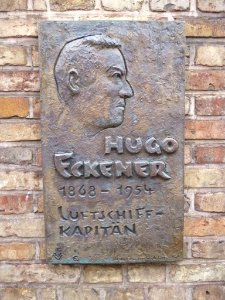 HUGO
ECKENER
1868 - 1954
LUFTSCHIFF-
KAPITÄN